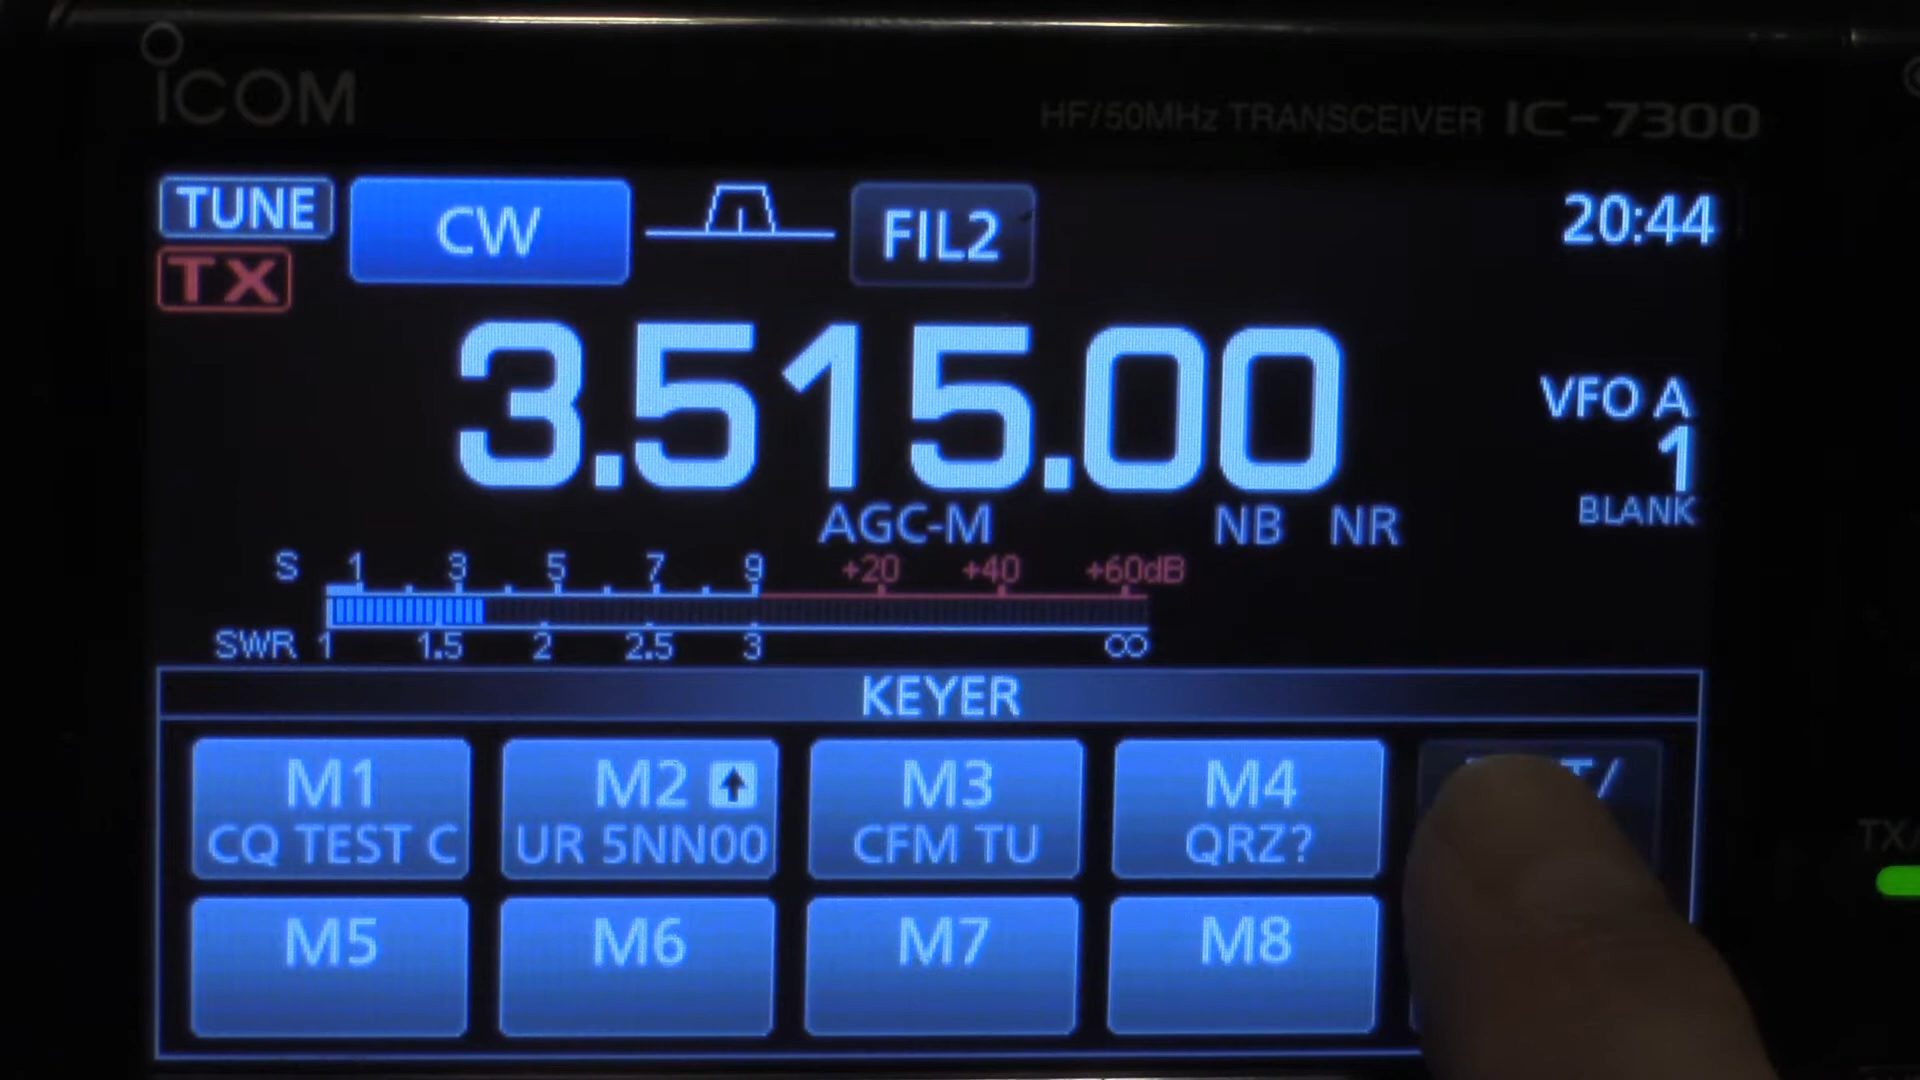 ICOM
HF/50MHz TRANSCEIVER IC-7300
TUNE CW FIL2 20:44
TX
3.515.00
VFO A
1
BLANK
AGC-M NB NR
S 1 3 5 7 9 +20 +40 +60dB
SWR 1 1.5 2 2.5 3 ∞
KEYER
M1 M2 M3 M4
CQ TEST C UR 5NN00 CFM TU QRZ?
M5 M6 M7 M8